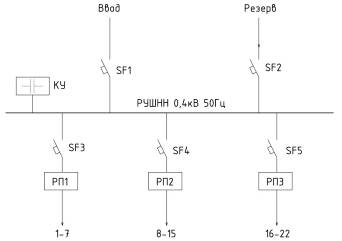 Ввод Резерв
SF1 SF2
КУ
РУШНН 0,4кВ 50Гц
SF3 SF4 SF5
РП1 РП2 РП3
1-7 8-15 16-22